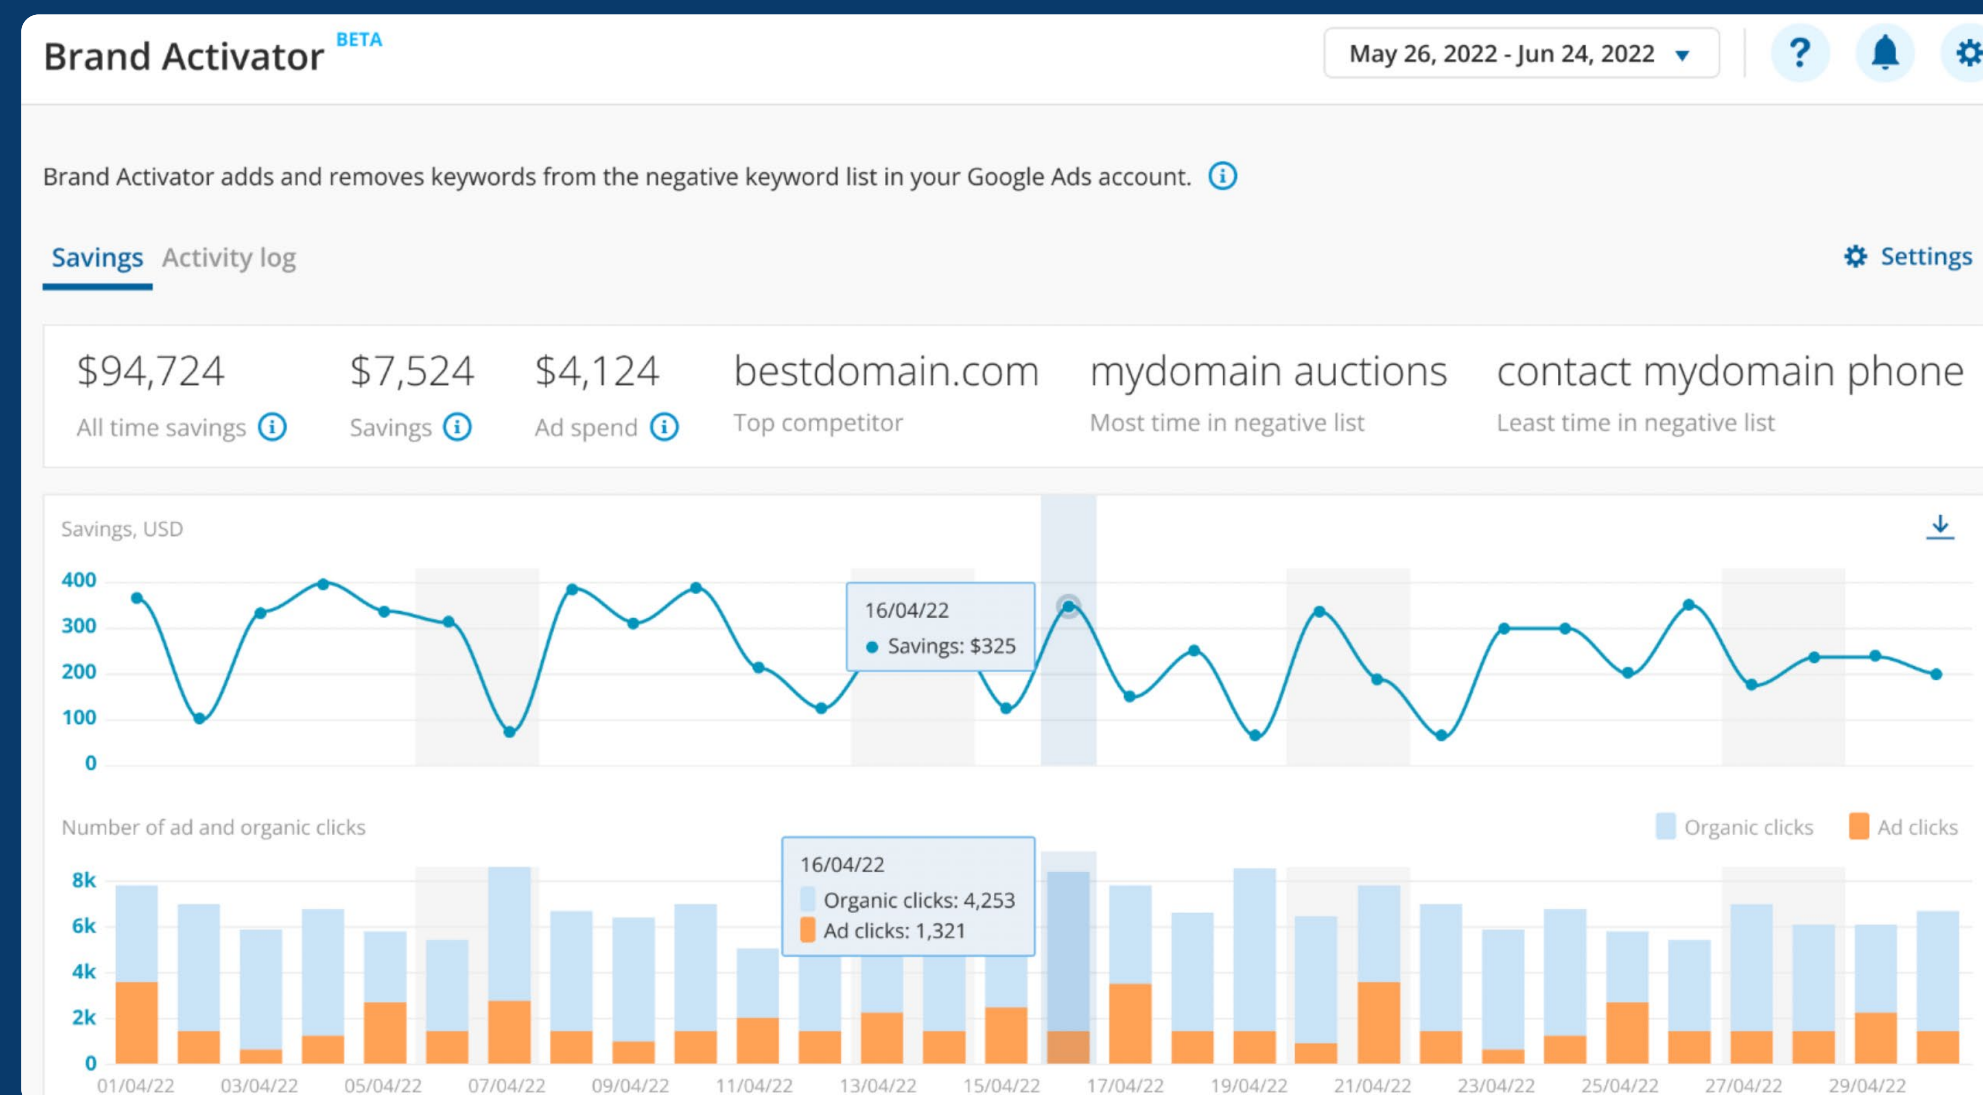 Brand Activator BETA
May 26, 2022 - Jun 24, 2022
?
Brand Activator adds and removes keywords from the negative keyword list in your Google Ads account.
Savings Activity log
Settings
$94,724 $7,524 $4,124 bestdomain.com mydomain auctions contact mydomain phone
All time savings Savings Ad spend Top competitor Most time in negative list Least time in negative list
Savings, USD
400
300
200
100
0
16/04/22
Savings: $325
Number of ad and organic clicks
Organic clicks Ad clicks
8k
6k
4k
2k
0
16/04/22
Organic clicks: 4,253
Ad clicks: 1,321
01/04/22 03/04/22 05/04/22 07/04/22 09/04/22 11/04/22 13/04/22 15/04/22 17/04/22 19/04/22 21/04/22 23/04/22 25/04/22 27/04/22 29/04/22